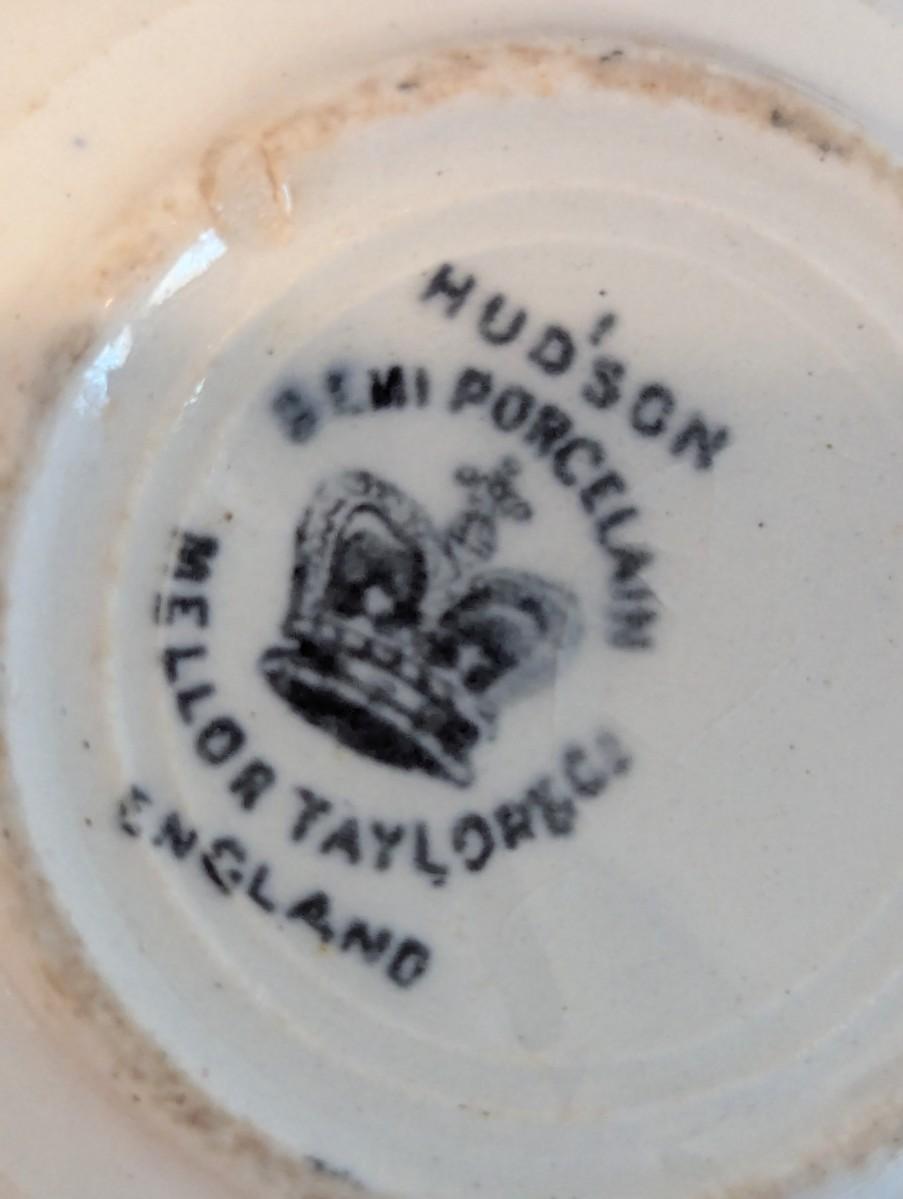 HUDSON
SEMI PORCELAIN
MELLOR TAYLOR & Co
ENGLAND